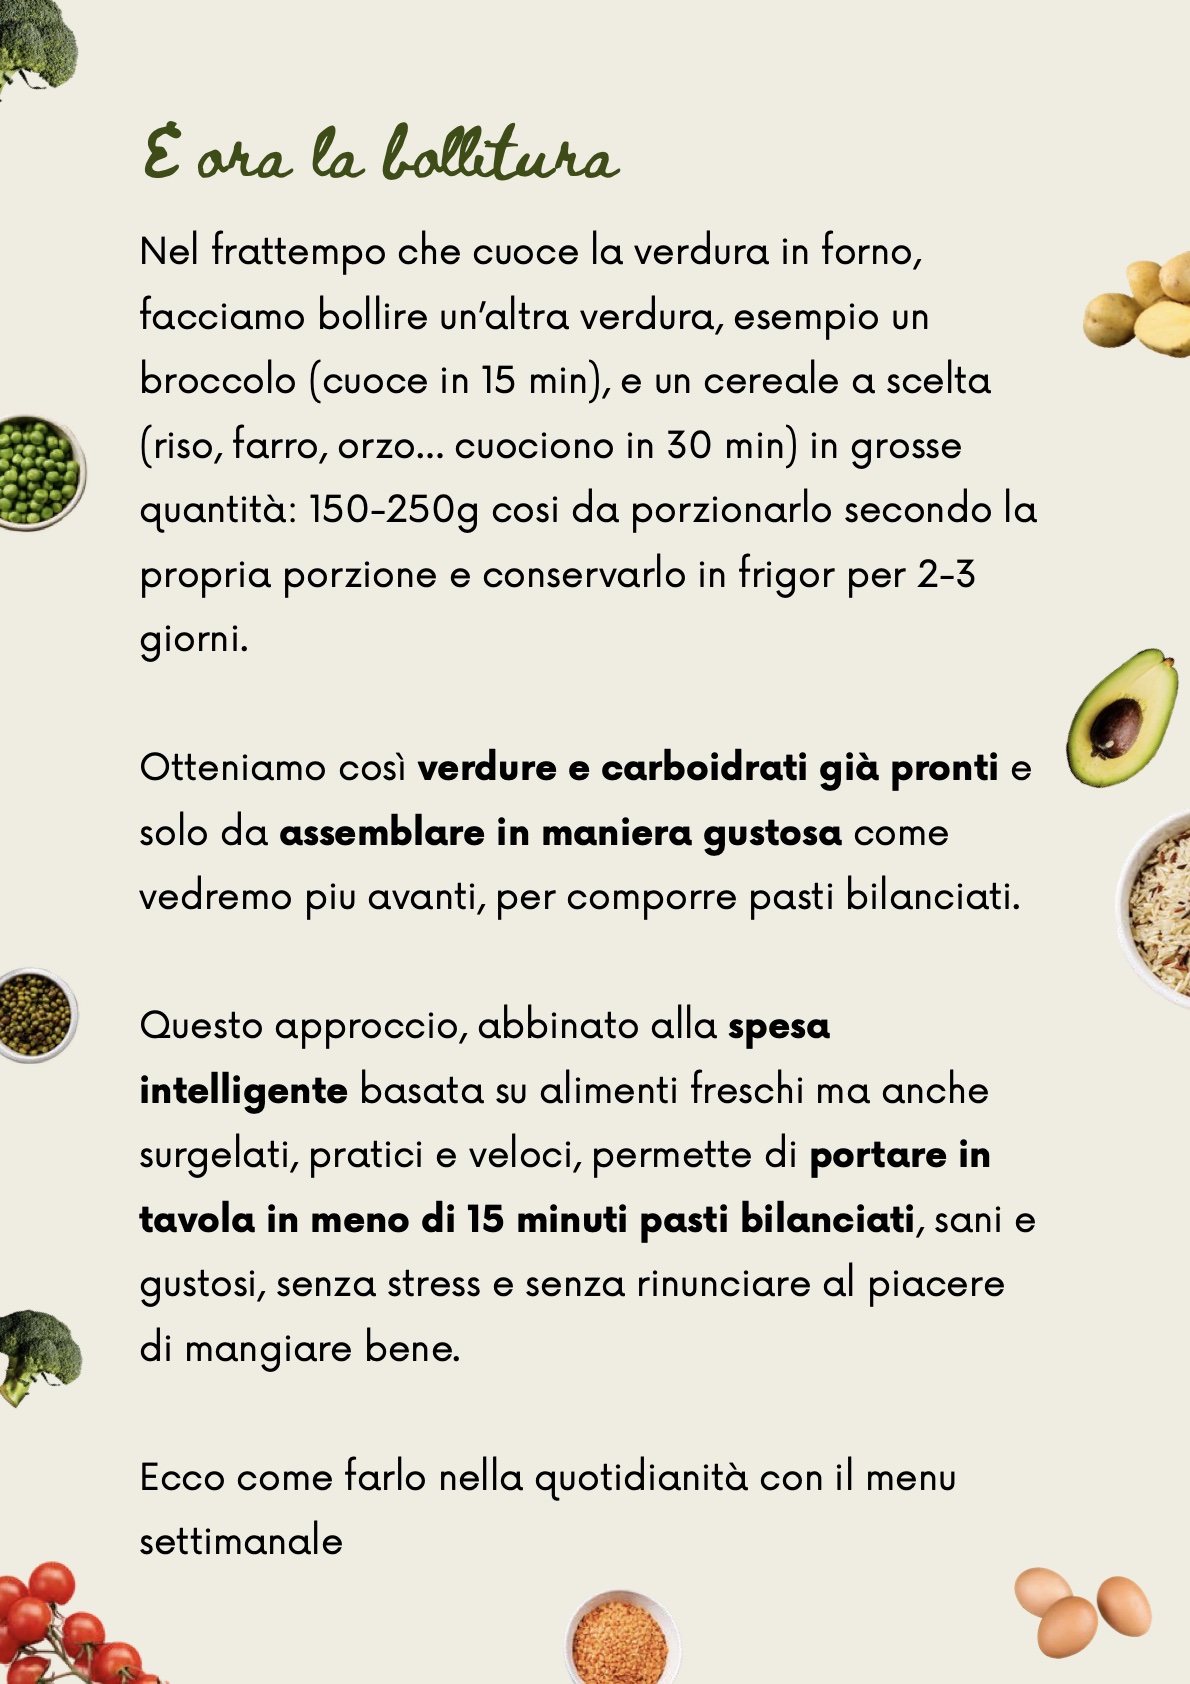 É ora la bollitura
Nel frattempo che cuoce la verdura in forno,
facciamo bollire un’altra verdura, esempio un
broccolo (cuoce in 15 min), e un cereale a scelta
(riso, farro, orzo... cuociono in 30 min) in grosse
quantità: 150-250g cosi da porzionarlo secondo la
propria porzione e conservarlo in frigor per 2-3
giorni.
Otteniamo così verdure e carboidrati già pronti e
solo da assemblare in maniera gustosa come
vedremo piu avanti, per comporre pasti bilanciati.
Questo approccio, abbinato alla spesa
intelligente basata su alimenti freschi ma anche
surgelati, pratici e veloci, permette di portare in
tavola in meno di 15 minuti pasti bilanciati, sani e
gustosi, senza stress e senza rinunciare al piacere
di mangiare bene.
Ecco come farlo nella quotidianità con il menu
settimanale